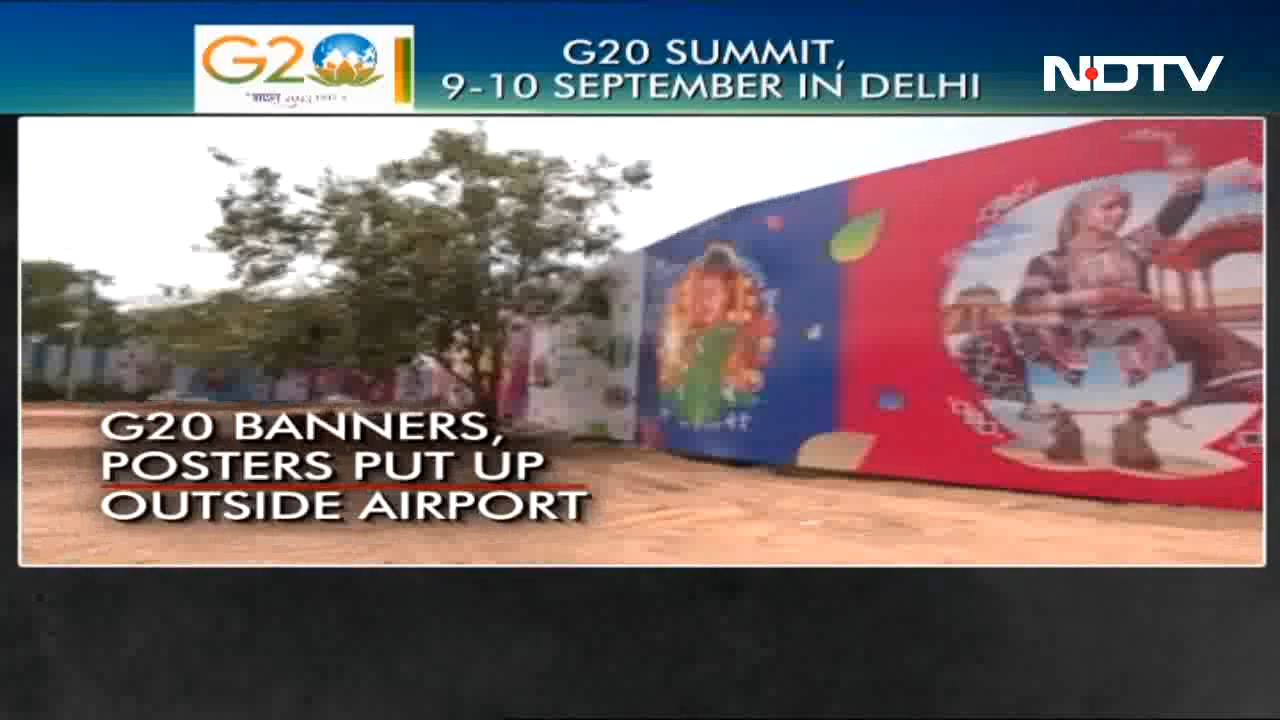 G20
G20 SUMMIT,
9-10 SEPTEMBER IN DELHI
NDTV
G20 BANNERS,
POSTERS PUT UP
OUTSIDE AIRPORT